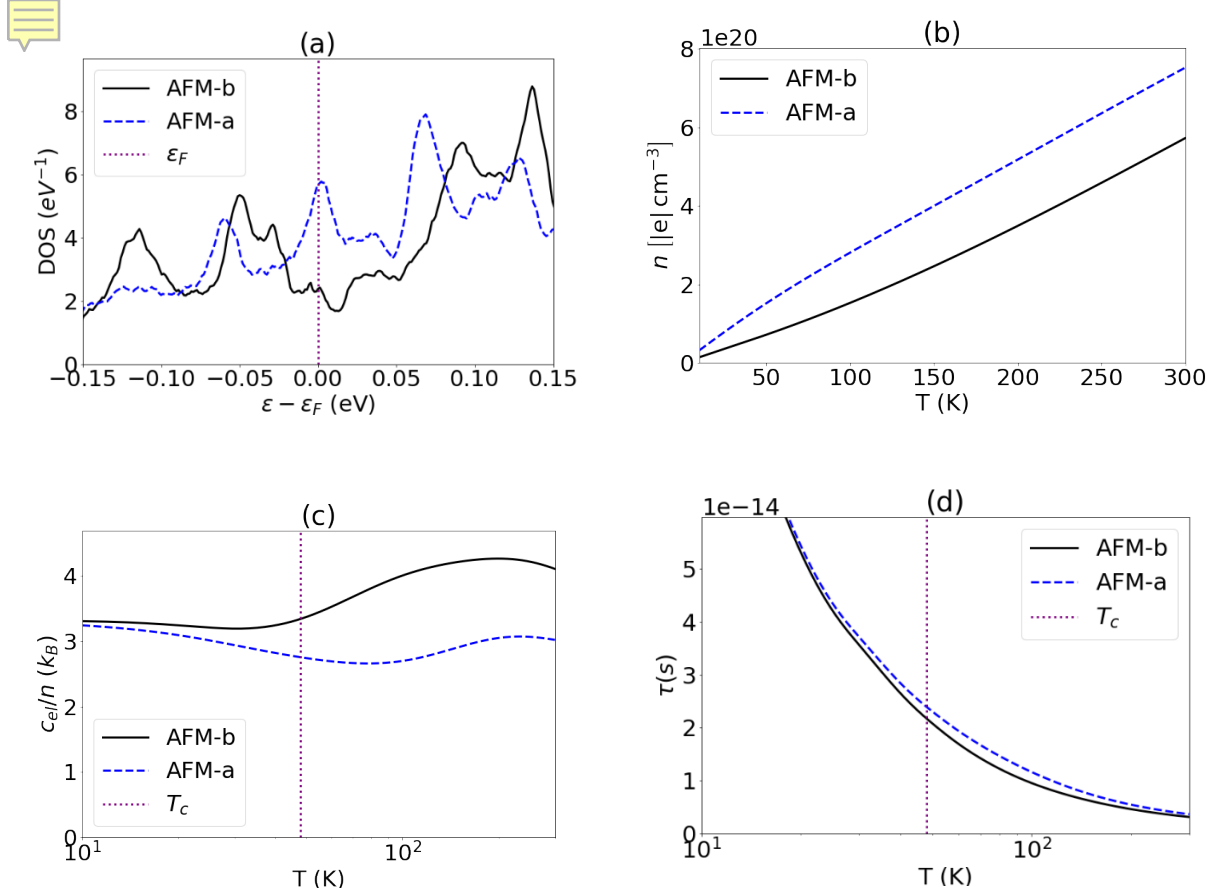 (a)
AFM-b
AFM-a
ε_F
DOS (eV⁻¹)
8
6
4
2
0
−0.15 −0.10 −0.05 0.00 0.05 0.10 0.15
ε − ε_F (eV)
(b)
1e20
AFM-b
AFM-a
n [|e| cm⁻³]
8
6
4
2
0
50 100 150 200 250 300
T (K)
(c)
c_el/n (k_B)
4
3
2
1
0
AFM-b
AFM-a
T_c
10¹ 10²
T (K)
(d)
1e−14
AFM-b
AFM-a
T_c
τ(s)
5
4
3
2
1
0
10¹ 10²
T (K)